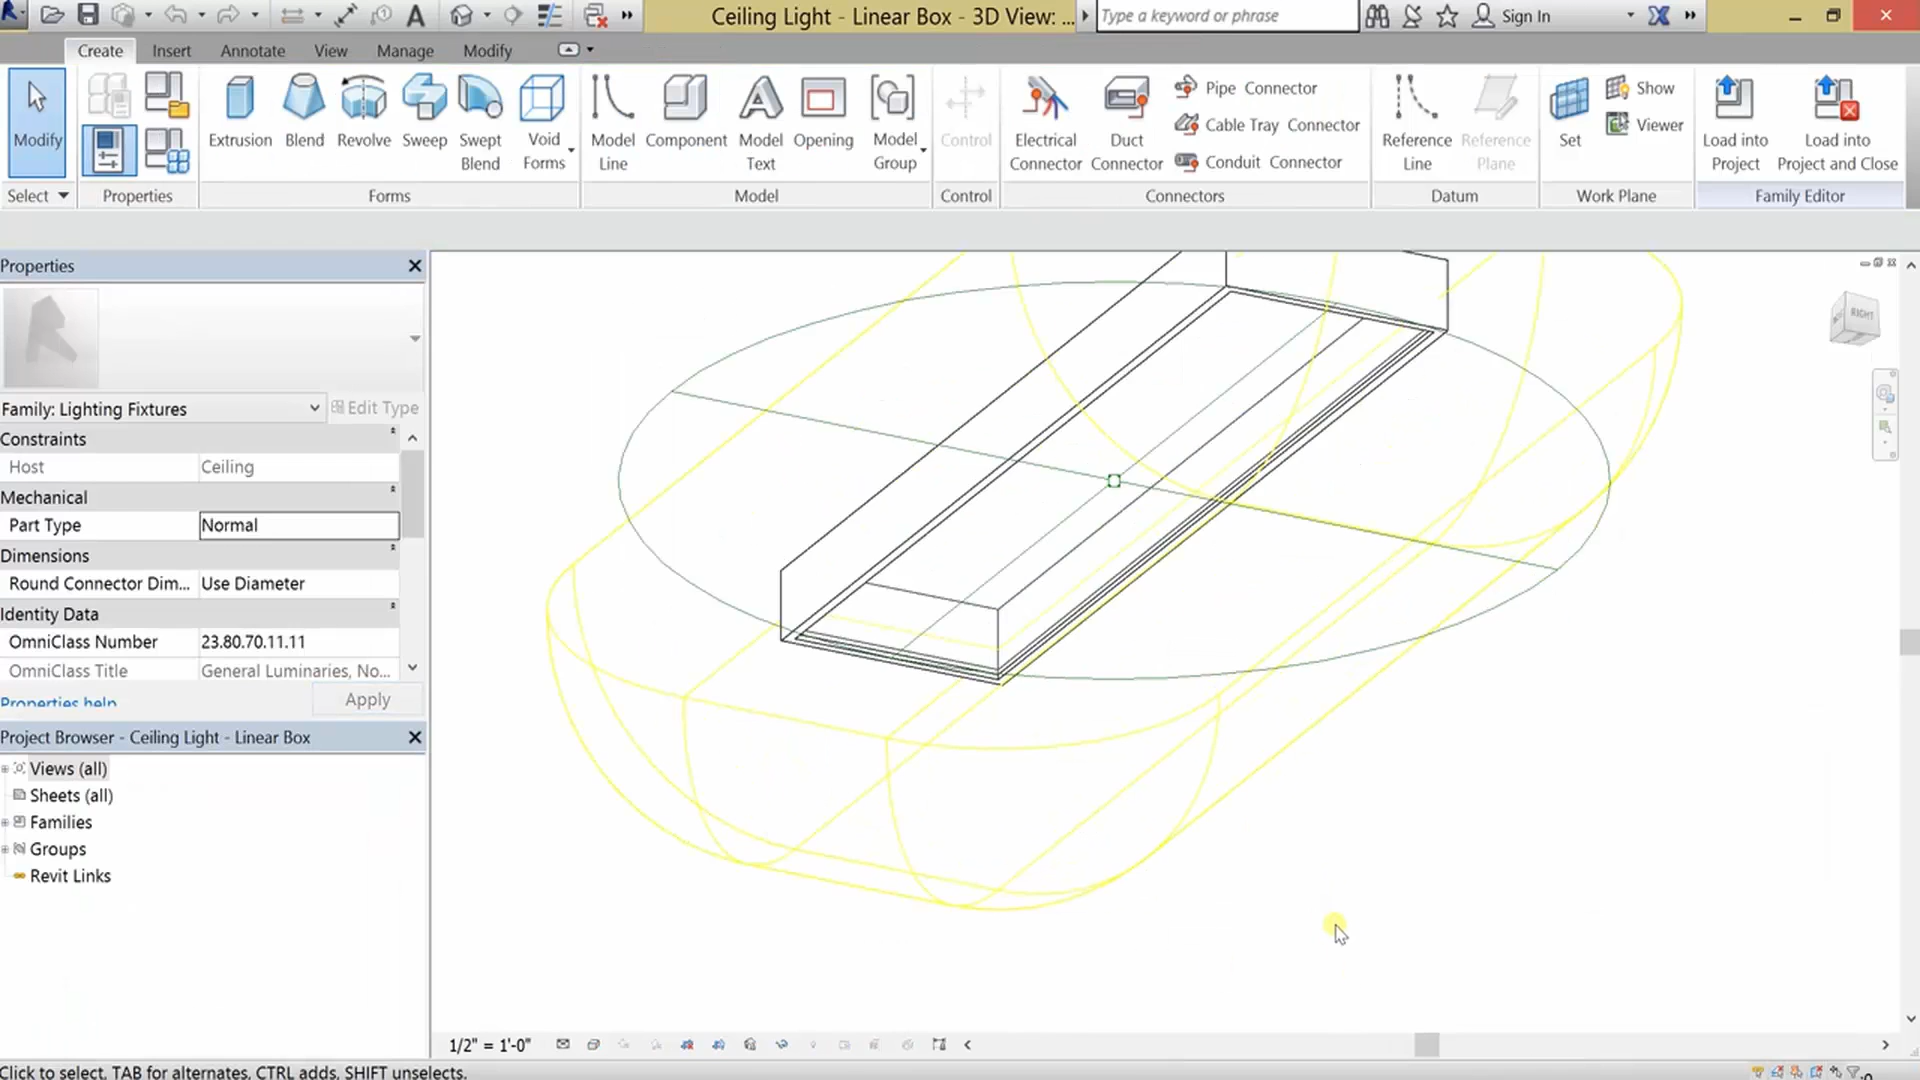 Ceiling Light - Linear Box - 3D View: ...
Type a keyword or phrase
Sign In
Create Insert Annotate View Manage Modify
Modify
Extrusion
Blend
Revolve
Sweep
Swept
Blend
Void
Forms
Model
Line
Component
Model
Text
Opening
Model
Group
Control
Electrical
Connector
Duct
Connector
Pipe Connector
Cable Tray Connector
Conduit Connector
Reference
Line
Reference
Plane
Set
Show
Viewer
Load into
Project
Load into
Project and Close
Select
Properties
Forms
Model
Control
Connectors
Datum
Work Plane
Family Editor
Properties
Family: Lighting Fixtures
Edit Type
Constraints
Host Ceiling
Mechanical
Part Type Normal
Dimensions
Round Connector Dim... Use Diameter
Identity Data
OmniClass Number 23.80.70.11.11
OmniClass Title General Luminaries, No...
Properties help
Apply
Project Browser - Ceiling Light - Linear Box
Views (all)
Sheets (all)
Families
Groups
Revit Links
RIGHT
1/2" = 1'-0"
Click to select, TAB for alternates, CTRL adds, SHIFT unselects.
:0